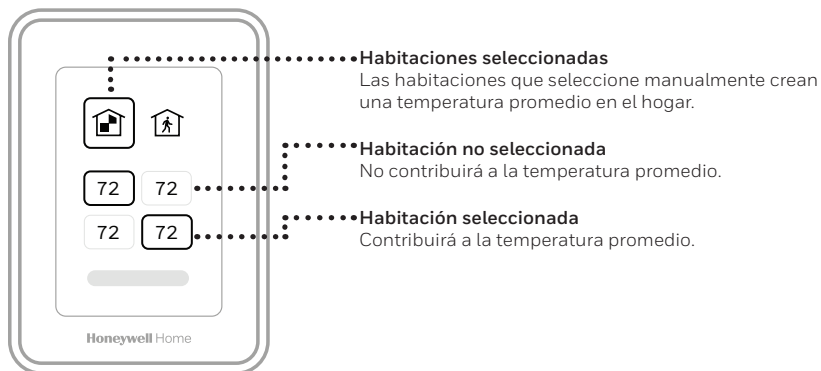 Habitaciones seleccionadas
Las habitaciones que seleccione manualmente crean
una temperatura promedio en el hogar.
Habitación no seleccionada
No contribuirá a la temperatura promedio.
72 72
Habitación seleccionada
Contribuirá a la temperatura promedio.
72 72
Honeywell Home